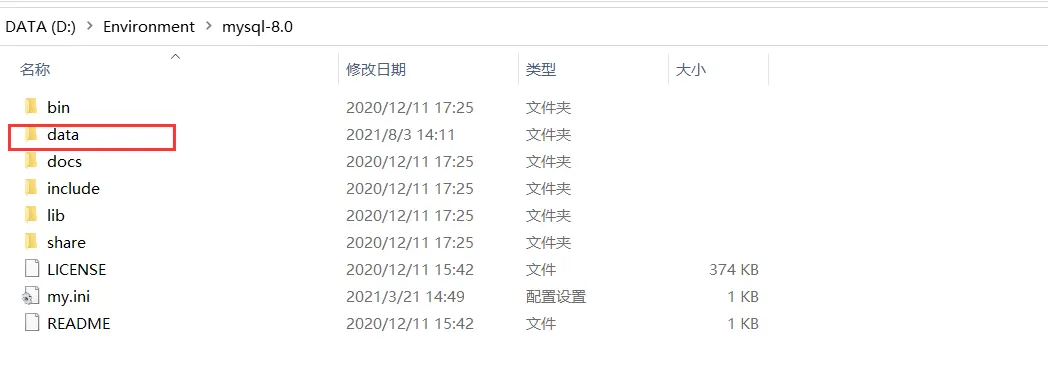 DATA (D:) > Environment > mysql-8.0
名称 修改日期 类型 大小
bin 2020/12/11 17:25 文件夹
data 2021/8/3 14:11 文件夹
docs 2020/12/11 17:25 文件夹
include 2020/12/11 17:25 文件夹
lib 2020/12/11 17:25 文件夹
share 2020/12/11 17:25 文件夹
LICENSE 2020/12/11 15:42 文件 374 KB
my.ini 2021/3/21 14:49 配置设置 1 KB
README 2020/12/11 15:42 文件 1 KB